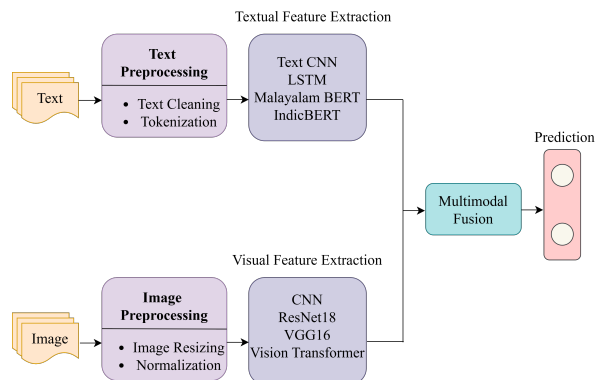 Textual Feature Extraction
Text
Text
Preprocessing
• Text Cleaning
• Tokenization
Text CNN
LSTM
Malayalam BERT
IndicBERT
Prediction
Multimodal
Fusion
Visual Feature Extraction
Image
Image
Preprocessing
• Image Resizing
• Normalization
CNN
ResNet18
VGG16
Vision Transformer